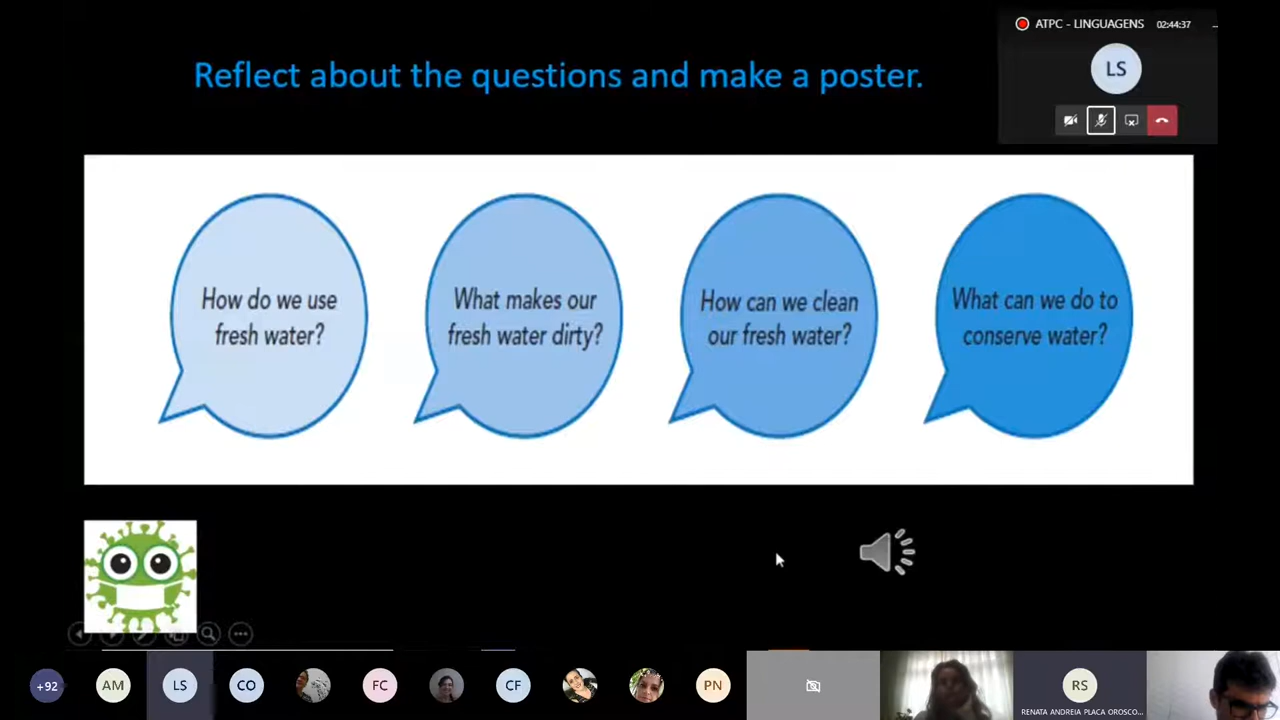 ATPC - LINGUAGENS 02:44:37
LS
Reflect about the questions and make a poster.
How do we use
fresh water?
What makes our
fresh water dirty?
How can we clean
our fresh water?
What can we do to
conserve water?
+92
AM
LS
CO
FC
CF
PN
RS
RENATA ANDREIA PLACA OROSCO...